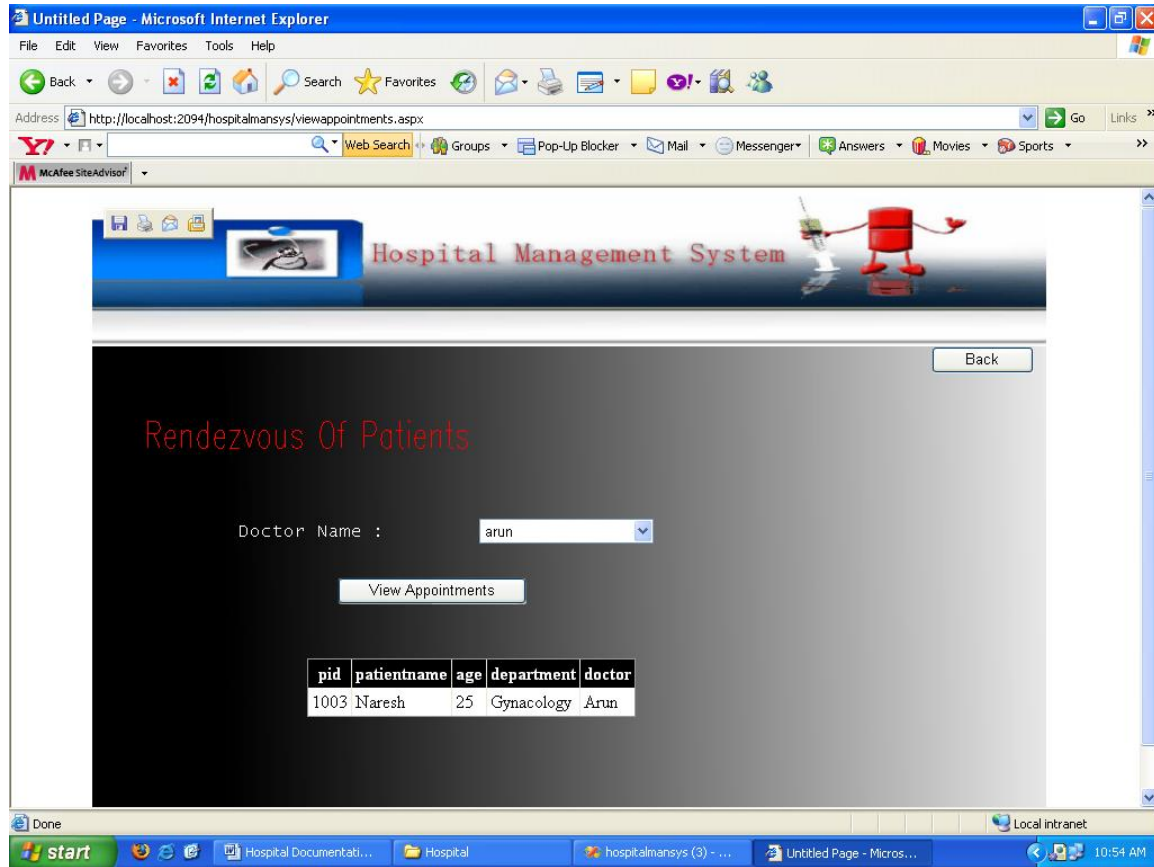 Untitled Page - Microsoft Internet Explorer
File Edit View Favorites Tools Help
Back Search Favorites
Address http://localhost:2094/hospitalmansys/viewappointments.aspx Go Links »
Y! Web Search Groups Pop-Up Blocker Mail Messenger Answers Movies Sports »
McAfee SiteAdvisor
Hospital Management System
Back
Rendezvous Of Patients
Doctor Name : arun
View Appointments
pid patientname age department doctor
1003 Naresh 25 Gynacology Arun
Done Local intranet
start Hospital Documentati... Hospital hospitalmansys (3) - ... Untitled Page - Micros... 10:54 AM